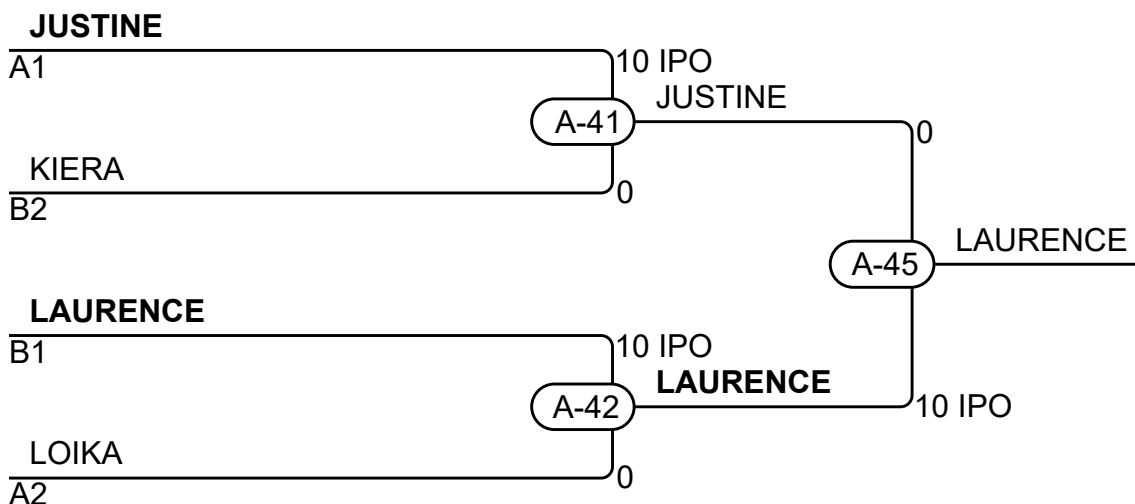 JUSTINE
A1
10 IPO
JUSTINE
A-41
0
KIERA
0
B2
LAURENCE
A-45
LAURENCE
B1
10 IPO
LAURENCE
A-42
10 IPO
LOIKA
0
A2